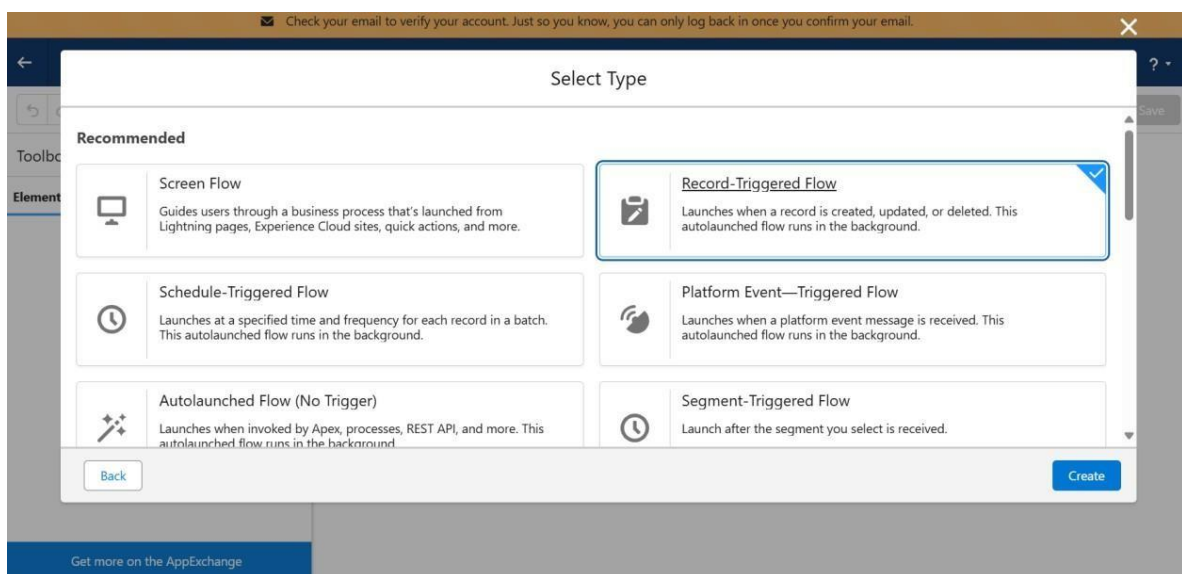 Check your email to verify your account. Just so you know, you can only log back in once you confirm your email.
?
Select Type
Save
Recommended
Toolbo
Element
Screen Flow
Guides users through a business process that's launched from
Lightning pages, Experience Cloud sites, quick actions, and more.
Record-Triggered Flow
Launches when a record is created, updated, or deleted. This
autolaunched flow runs in the background.
Schedule-Triggered Flow
Launches at a specified time and frequency for each record in a batch.
This autolaunched flow runs in the background.
Platform Event—Triggered Flow
Launches when a platform event message is received. This
autolaunched flow runs in the background.
Autolaunched Flow (No Trigger)
Launches when invoked by Apex, processes, REST API, and more. This
autolaunched flow runs in the background
Segment-Triggered Flow
Launch after the segment you select is received.
Back
Create
Get more on the AppExchange